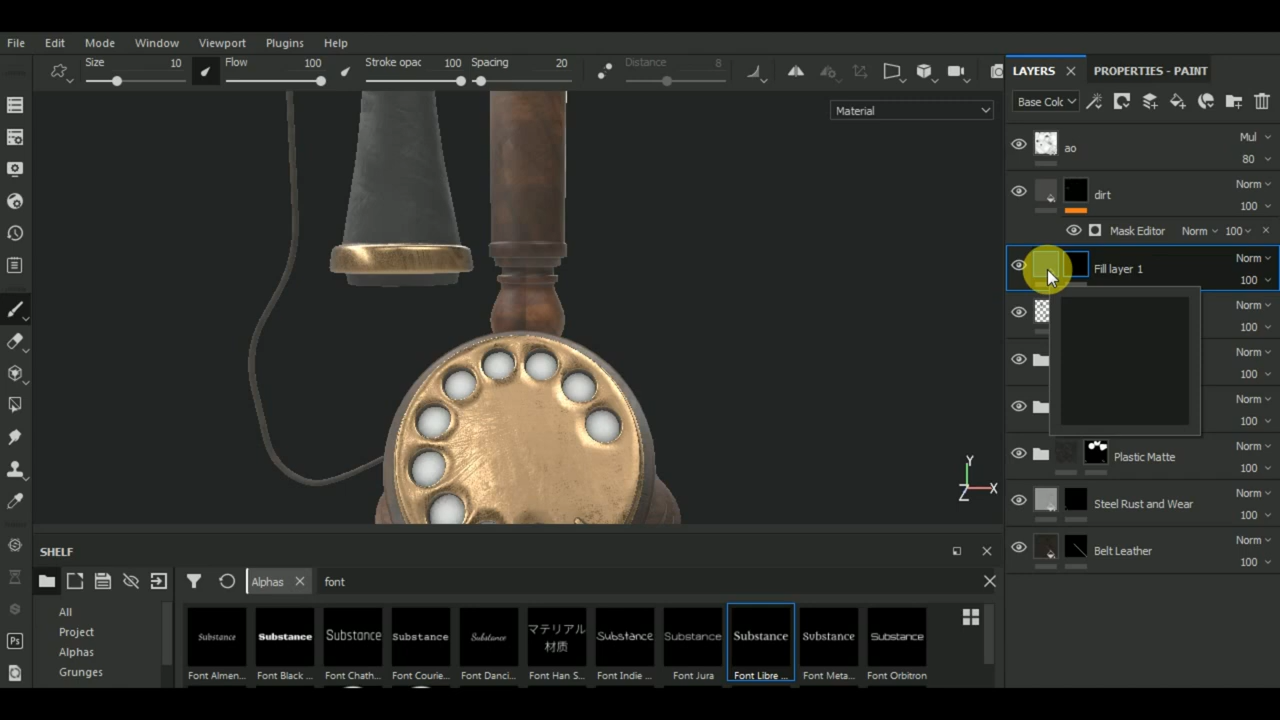 File Edit Mode Window Viewport Plugins Help
Size 10 Flow 100 Stroke opac 100 Spacing 20 Distance 8
LAYERS PROPERTIES - PAINT
Base Colc
Material
ao Mul 80
dirt Norm 100
Mask Editor Norm 100
Fill layer 1 Norm 100
Norm 100
Norm 100
Norm 100
Plastic Matte Norm 100
Steel Rust and Wear Norm 100
Belt Leather Norm 100
Y
Z X
SHELF
Alphas font
All
Project
Alphas
Grunges
Substance Substance Substance Substance Substance マテリアル Substance Substance Substance Substance Substance
材质
Font Almen... Font Black ... Font Chath... Font Courie... Font Danci... Font Han S... Font Indie ... Font Jura Font Libre ... Font Meta... Font Orbitron
Ps